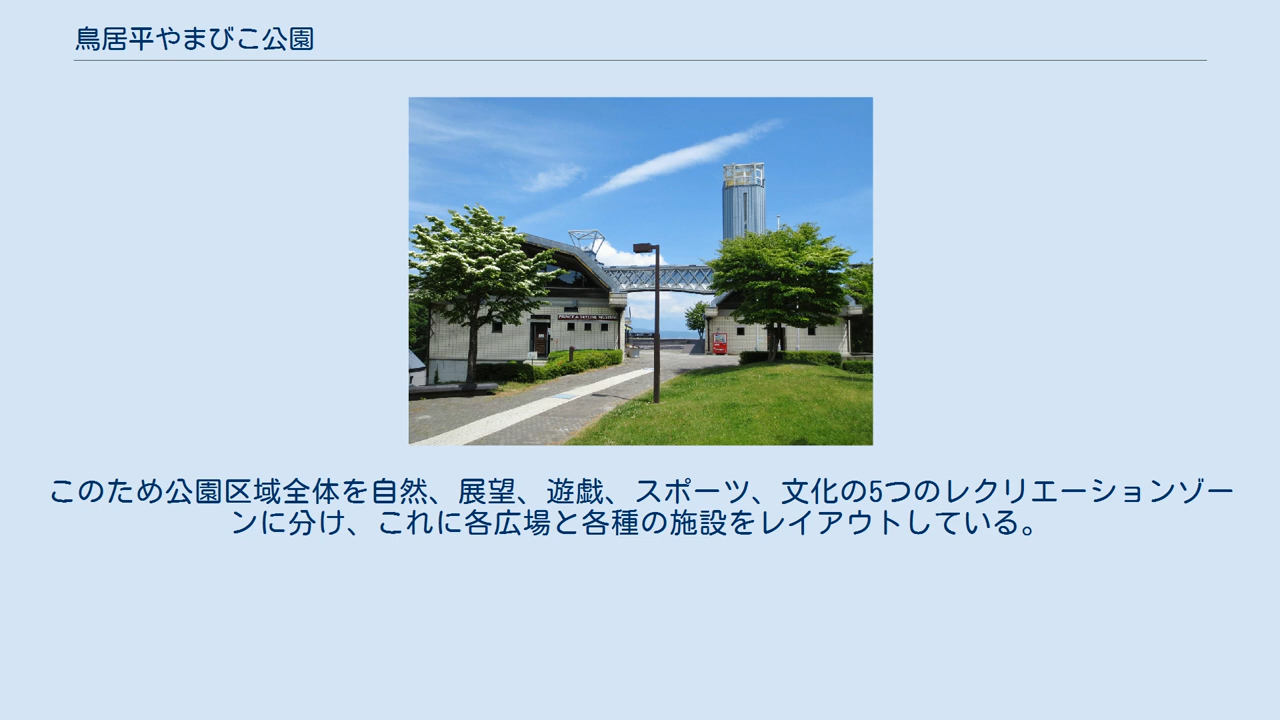 鳥居平やまびこ公園
PRINCE & SKYLINE MUSEUM
このため公園区域全体を自然、展望、遊戯、スポーツ、文化の5つのレクリエーションゾー
ンに分け、これに各広場と各種の施設をレイアウトしている。